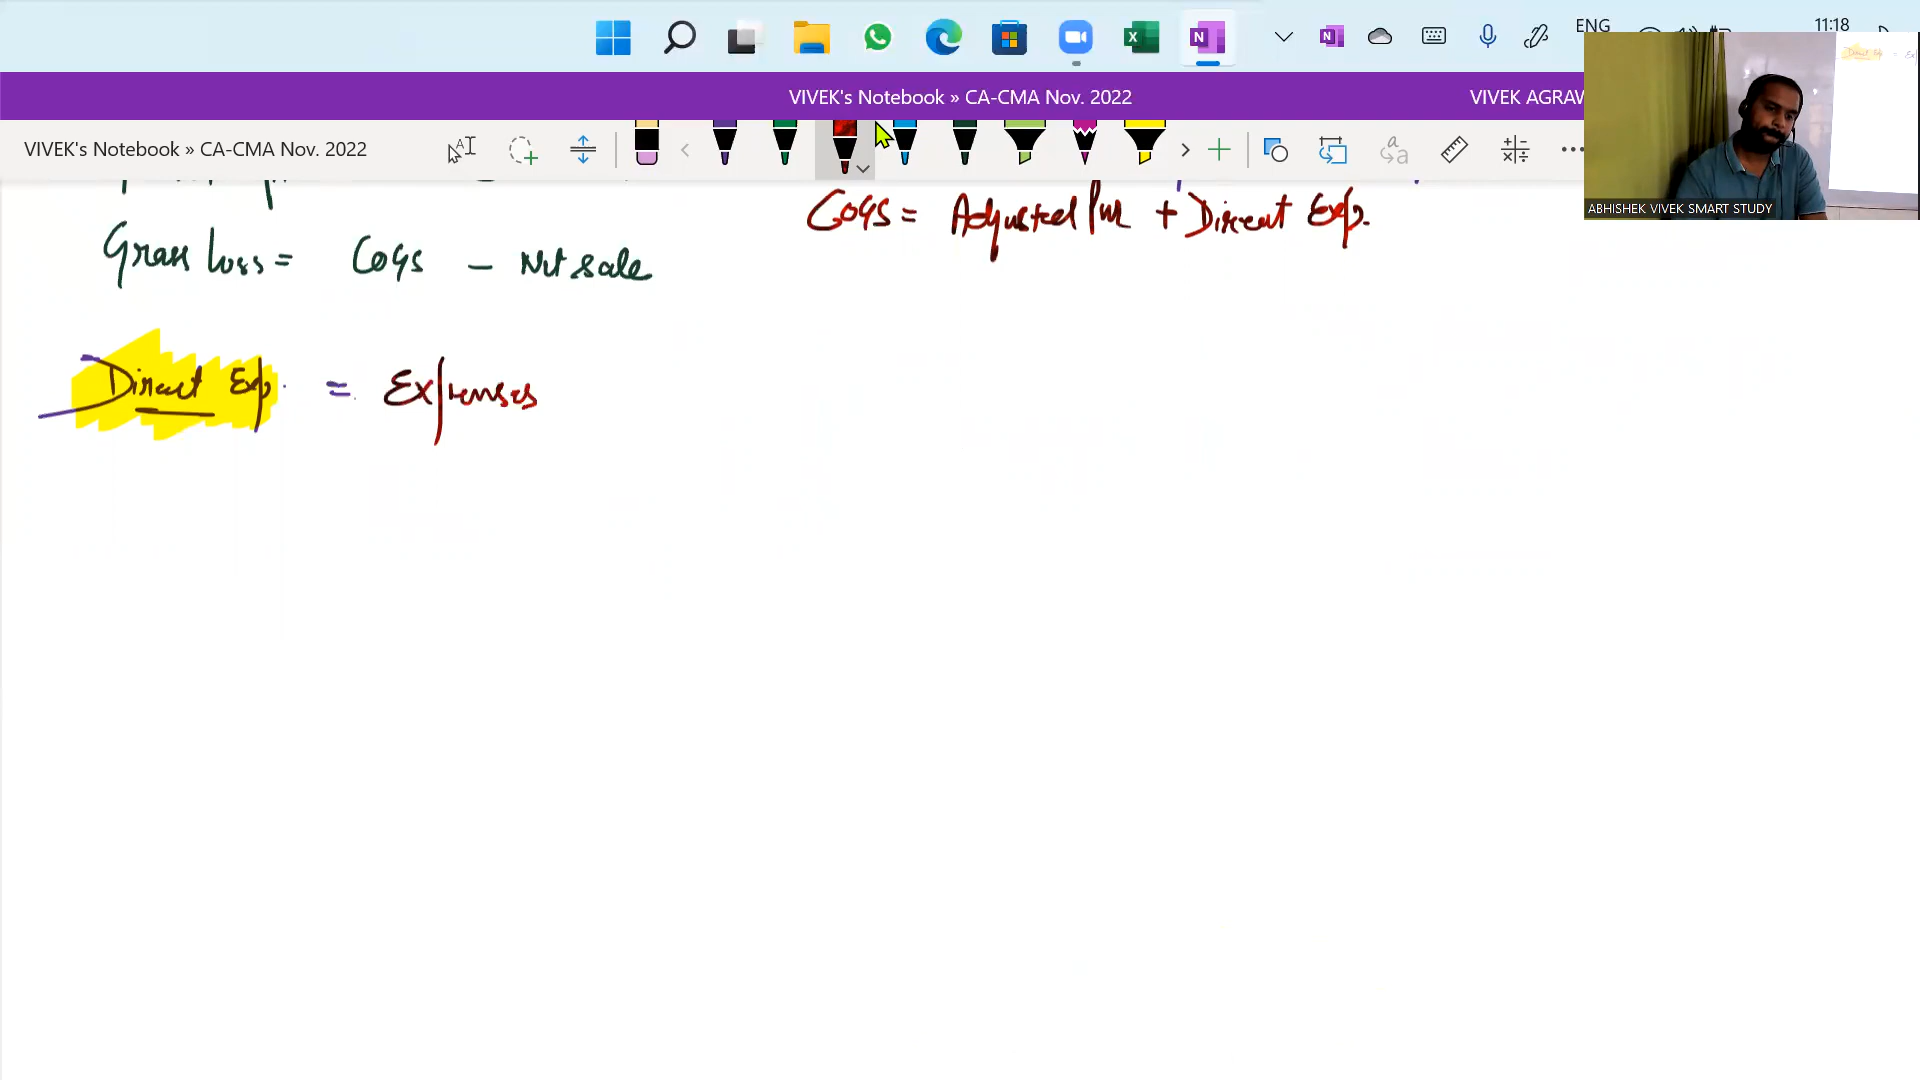 ENG
11:18
VIVEK's Notebook » CA-CMA Nov. 2022
VIVEK AGRAW
VIVEK's Notebook » CA-CMA Nov. 2022
COGS = Adjusted Pur + Direct Exp.
Gross Loss = COGS – Net sale
Direct Exp. = Expenses
ABHISHEK VIVEK SMART STUDY